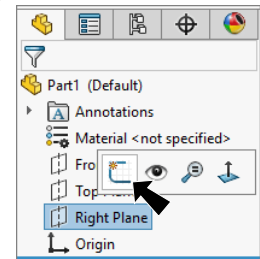 Part1 (Default)
Annotations
Material <not specified>
Fro
Top
Right Plane
Origin